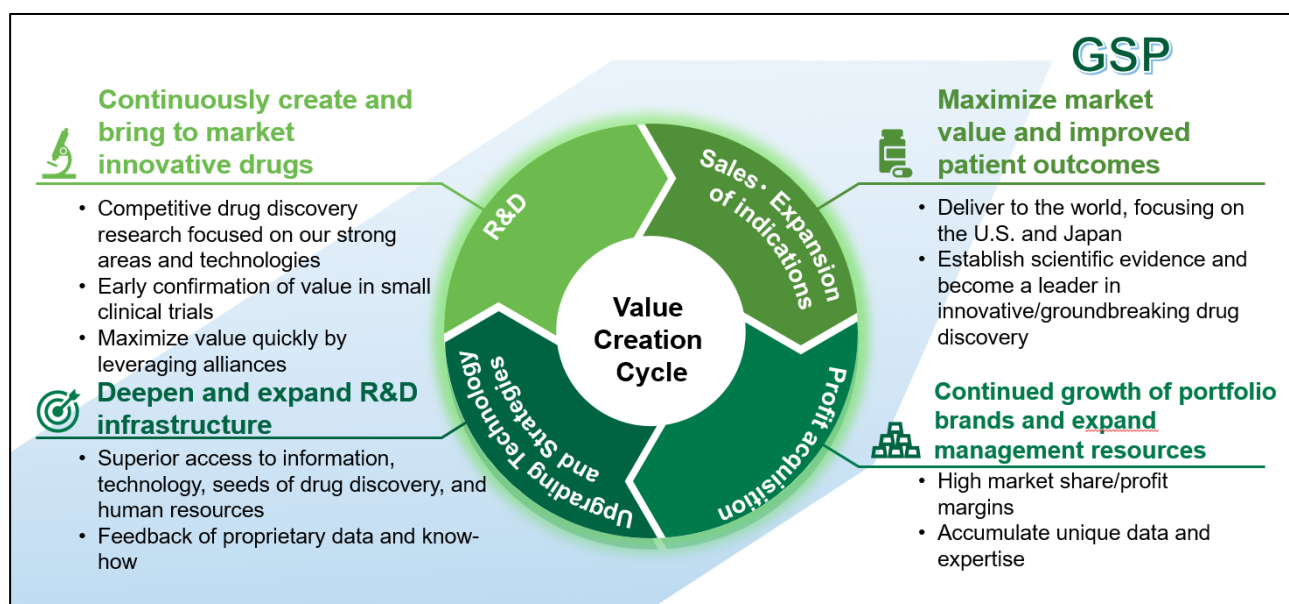 GSP
Continuously create and
bring to market
innovative drugs
• Competitive drug discovery
research focused on our strong
areas and technologies
• Early confirmation of value in small
clinical trials
• Maximize value quickly by
leveraging alliances
Deepen and expand R&D
infrastructure
• Superior access to information,
technology, seeds of drug discovery, and
human resources
• Feedback of proprietary data and know-
how
R&D
Sales・Expansion
of indications
Value
Creation
Cycle
Upgrading Technology
and Strategies
Profit acquisition
Maximize market
value and improved
patient outcomes
• Deliver to the world, focusing on
the U.S. and Japan
• Establish scientific evidence and
become a leader in
innovative/groundbreaking drug
discovery
Continued growth of portfolio
brands and expand
management resources
• High market share/profit
margins
• Accumulate unique data and
expertise